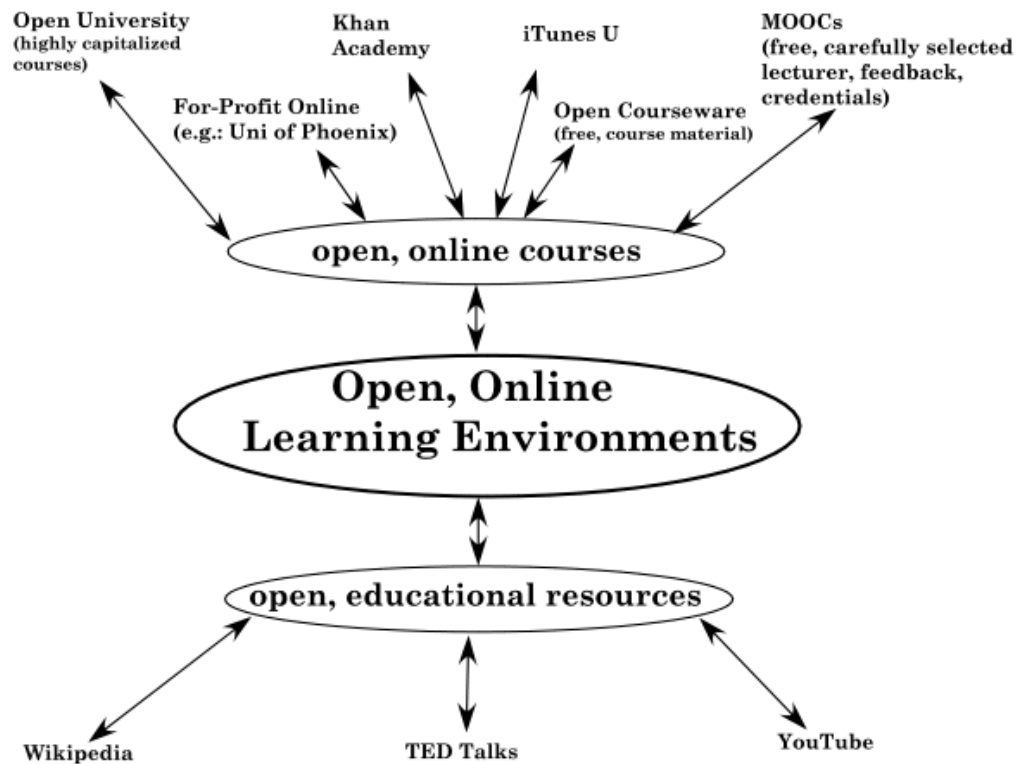 Open University
(highly capitalized
courses)
Khan
Academy
iTunes U
MOOCs
(free, carefully selected
lecturer, feedback,
credentials)
For-Profit Online
(e.g.: Uni of Phoenix)
Open Courseware
(free, course material)
open, online courses
Open, Online
Learning Environments
open, educational resources
Wikipedia
TED Talks
YouTube